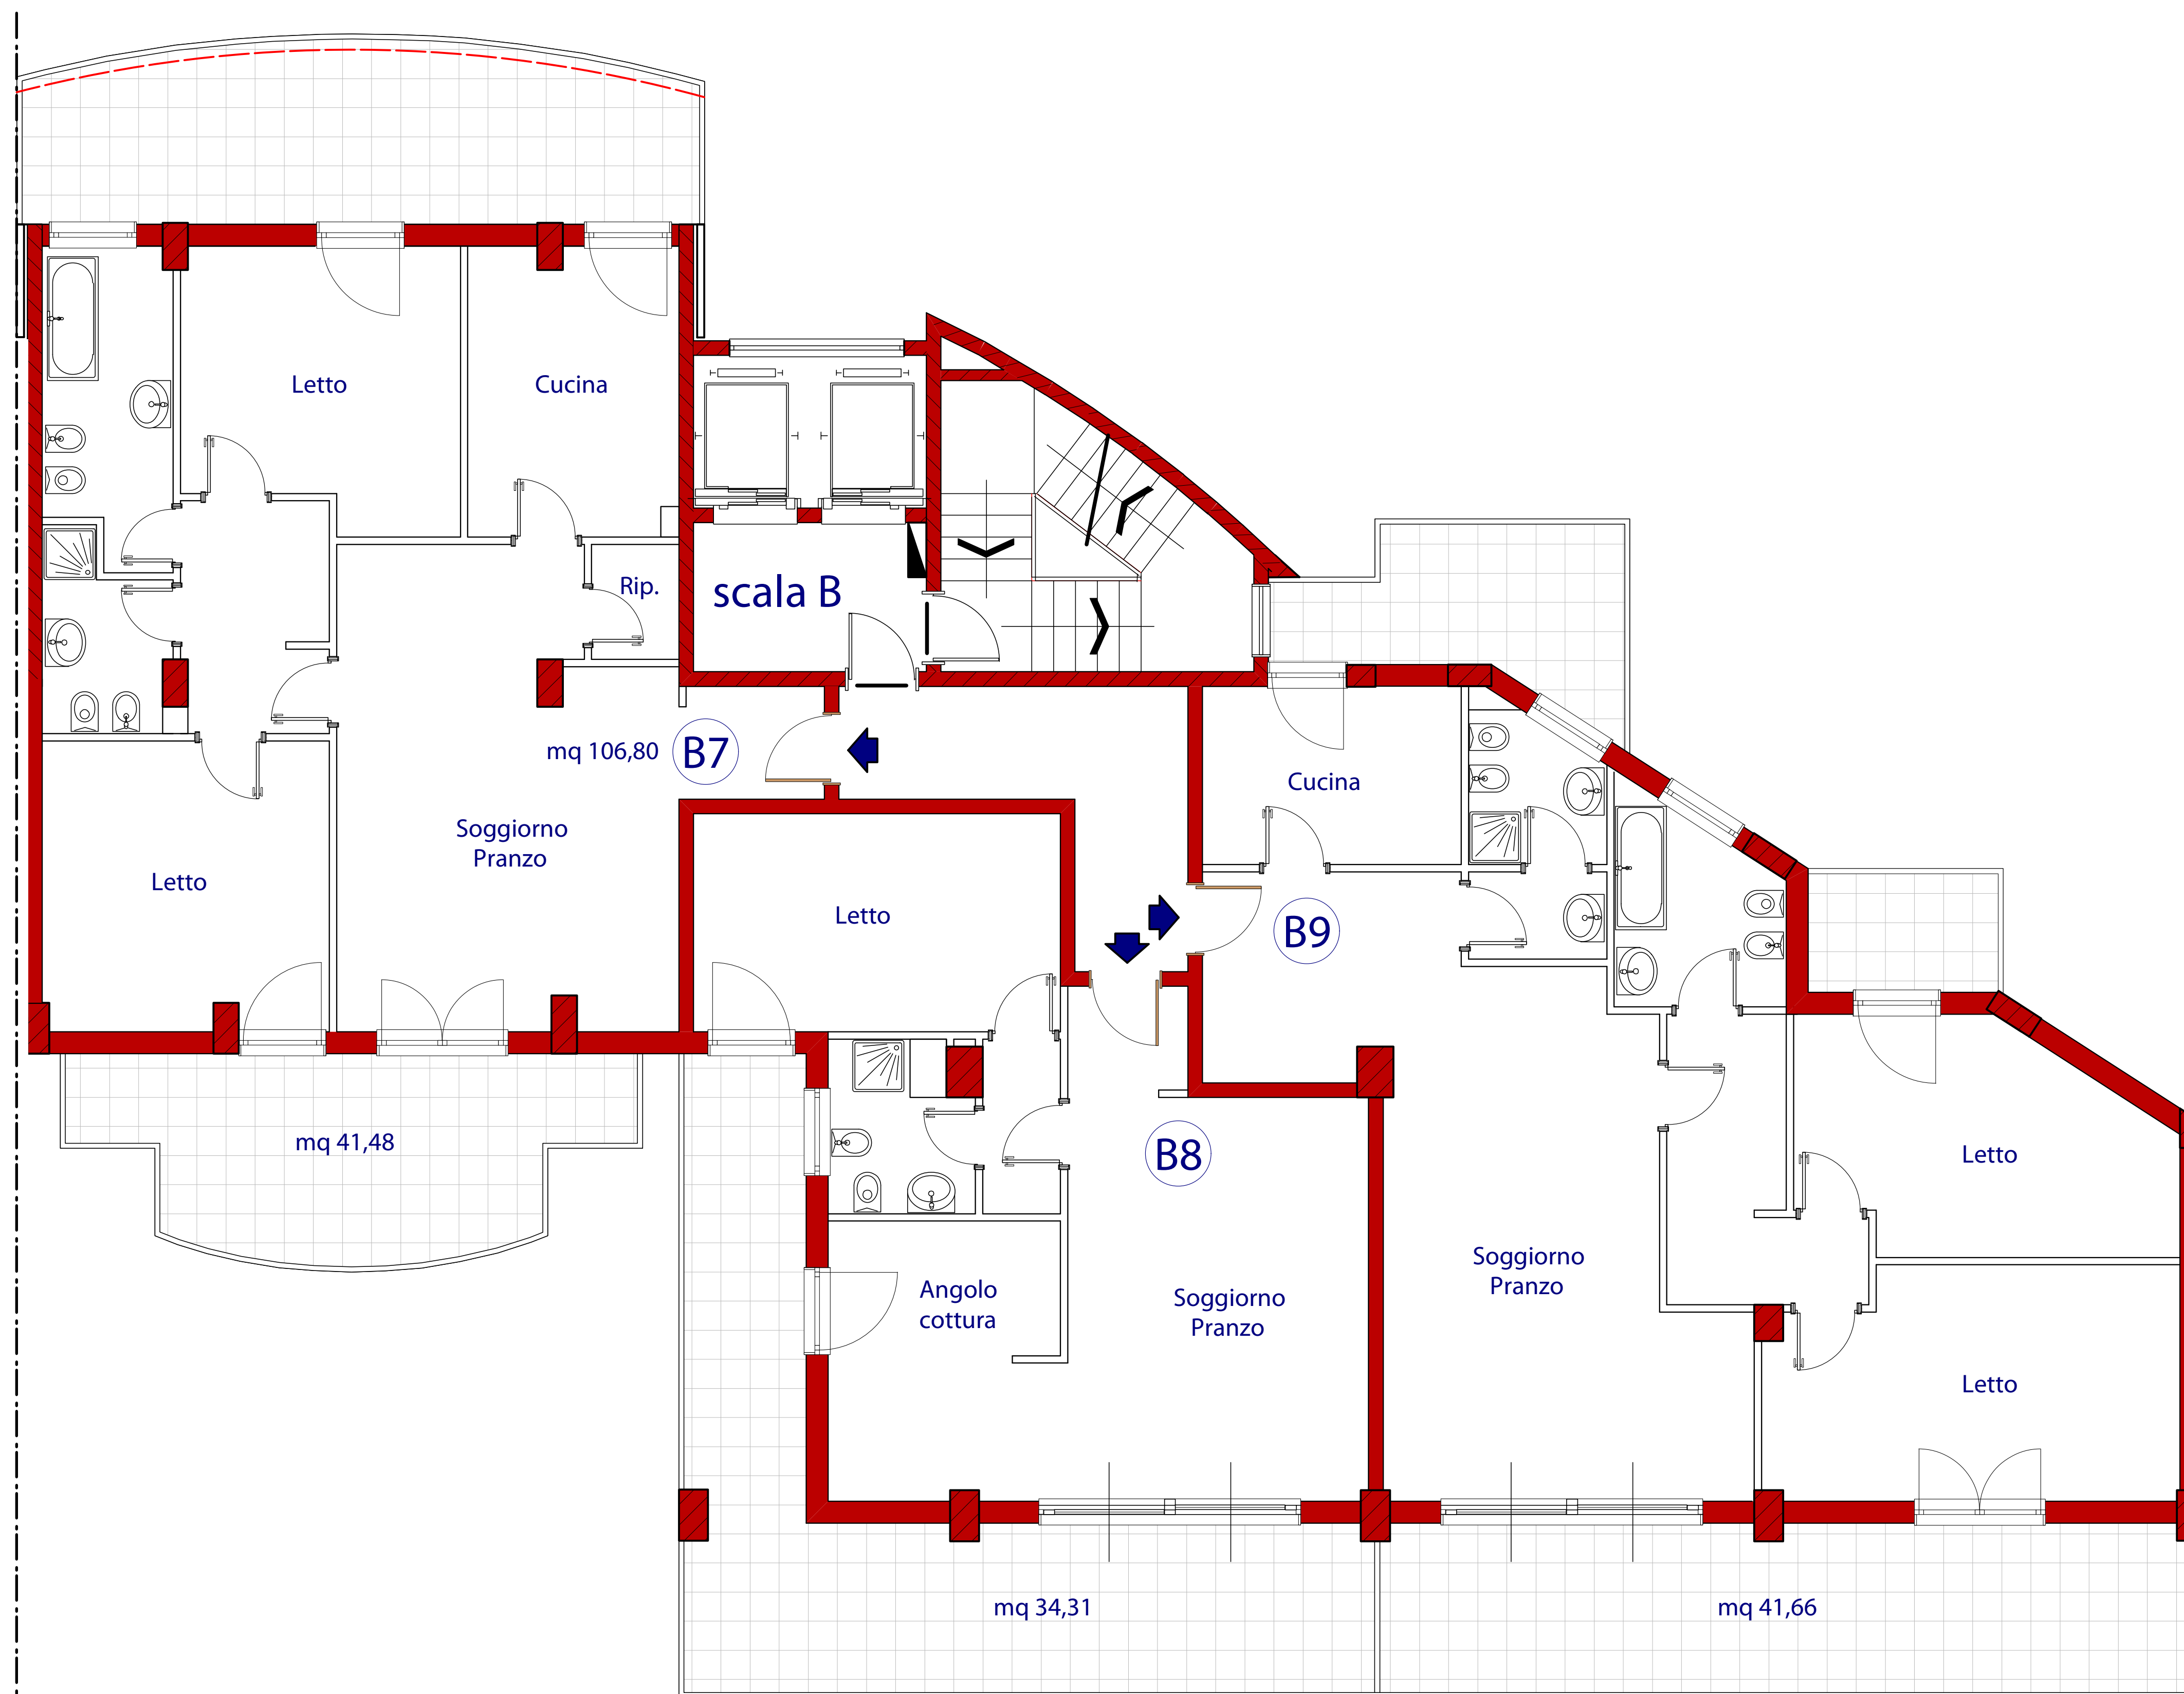 Letto
Cucina
Rip.
scala B
mq 106,80
B7
Soggiorno
Pranzo
Letto
mq 41,48
Letto
Cucina
B9
B8
Angolo
cottura
Soggiorno
Pranzo
Soggiorno
Pranzo
Letto
Letto
mq 34,31
mq 41,66